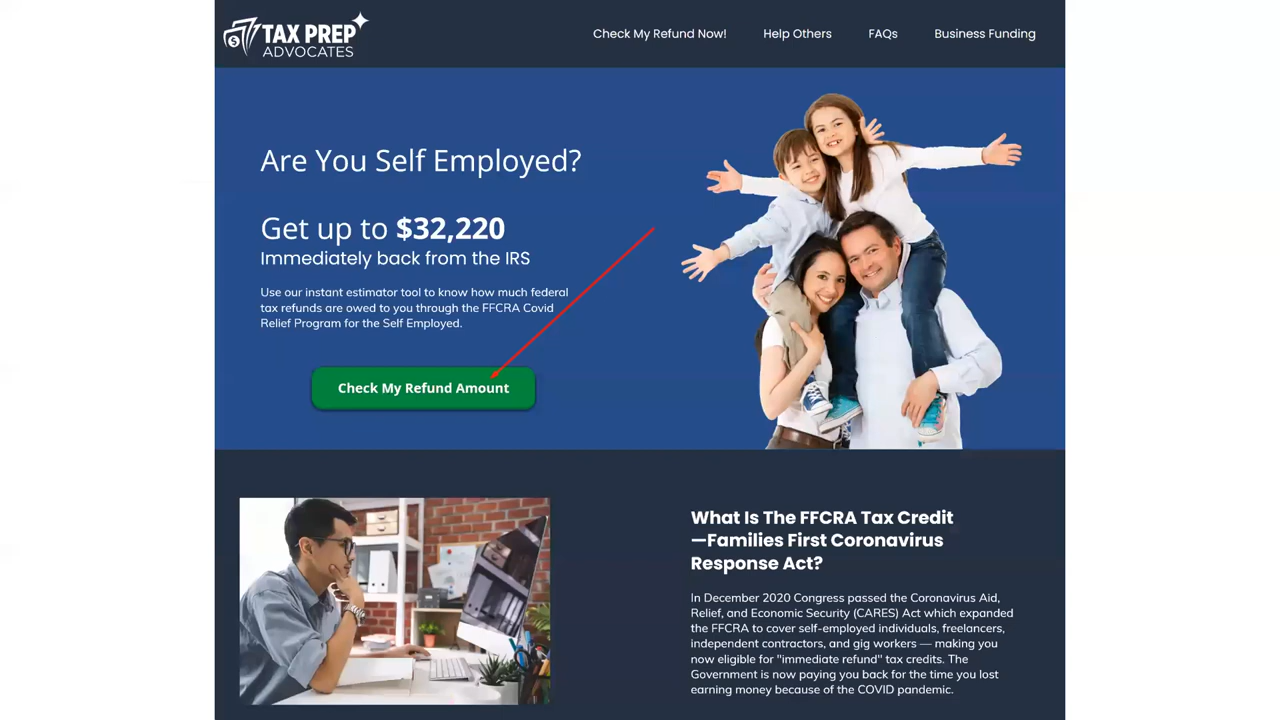 TAX PREP
ADVOCATES
Check My Refund Now!
Help Others
FAQs
Business Funding
Are You Self Employed?
Get up to $32,220
Immediately back from the IRS
Use our instant estimator tool to know how much federal
tax refunds are owed to you through the FFCRA Covid
Relief Program for the Self Employed.
Check My Refund Amount
What Is The FFCRA Tax Credit
—Families First Coronavirus
Response Act?
In December 2020 Congress passed the Coronavirus Aid,
Relief, and Economic Security (CARES) Act which expanded
the FFCRA to cover self-employed individuals, freelancers,
independent contractors, and gig workers — making you
now eligible for "immediate refund" tax credits. The
Government is now paying you back for the time you lost
earning money because of the COVID pandemic.